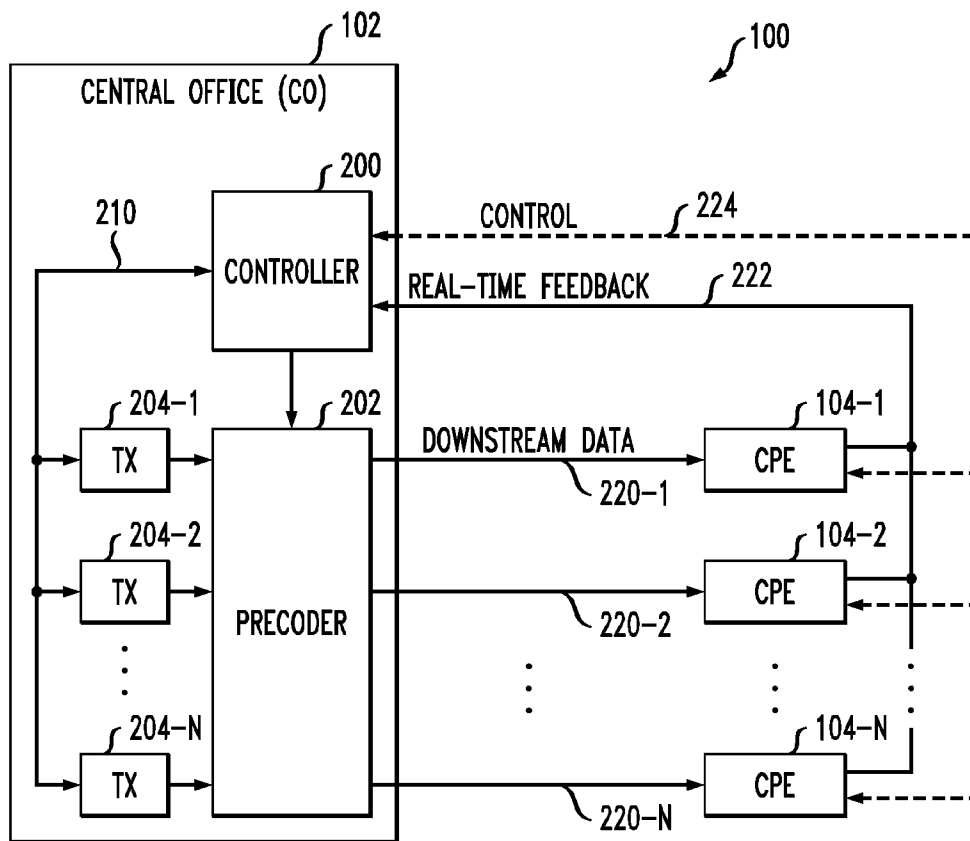 102
100
CENTRAL OFFICE (CO)
200
210
CONTROL
224
CONTROLLER
REAL-TIME FEEDBACK
222
204-1
202
104-1
TX
DOWNSTREAM DATA
CPE
220-1
204-2
104-2
TX
CPE
PRECODER
220-2
204-N
104-N
TX
CPE
220-N